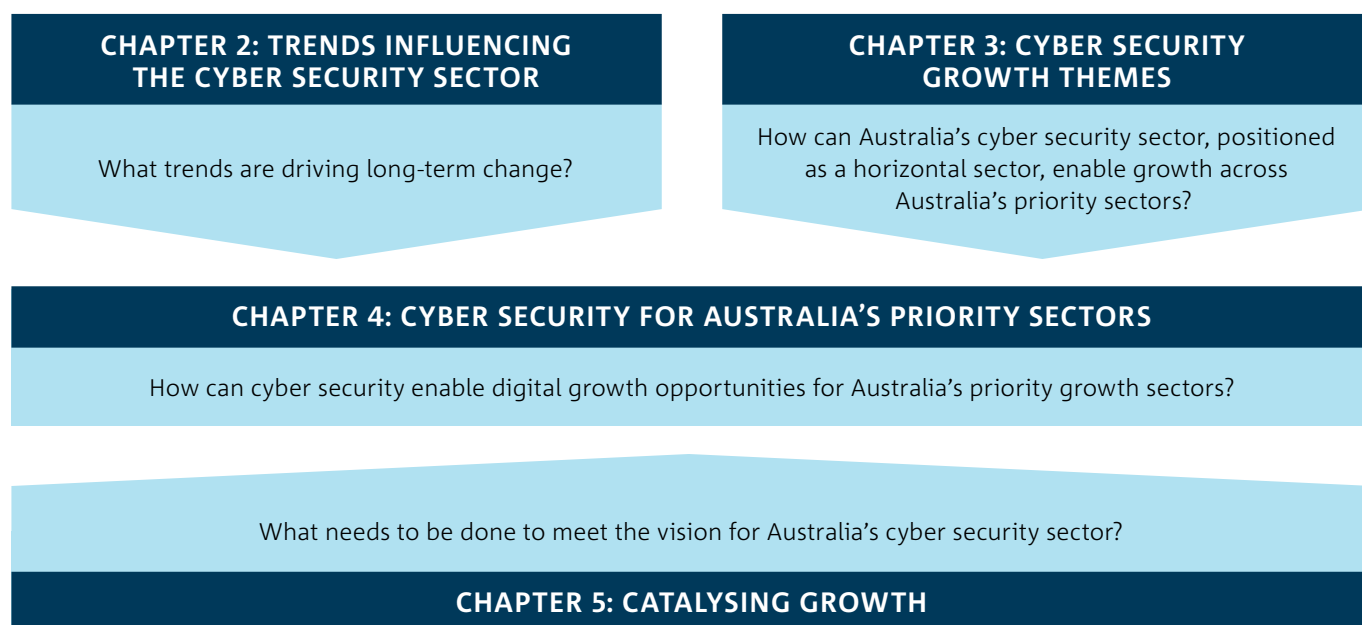 CHAPTER 2: TRENDS INFLUENCING
THE CYBER SECURITY SECTOR
What trends are driving long-term change?
CHAPTER 3: CYBER SECURITY
GROWTH THEMES
How can Australia’s cyber security sector, positioned
as a horizontal sector, enable growth across
Australia’s priority sectors?
CHAPTER 4: CYBER SECURITY FOR AUSTRALIA’S PRIORITY SECTORS
How can cyber security enable digital growth opportunities for Australia’s priority growth sectors?
What needs to be done to meet the vision for Australia’s cyber security sector?
CHAPTER 5: CATALYSING GROWTH